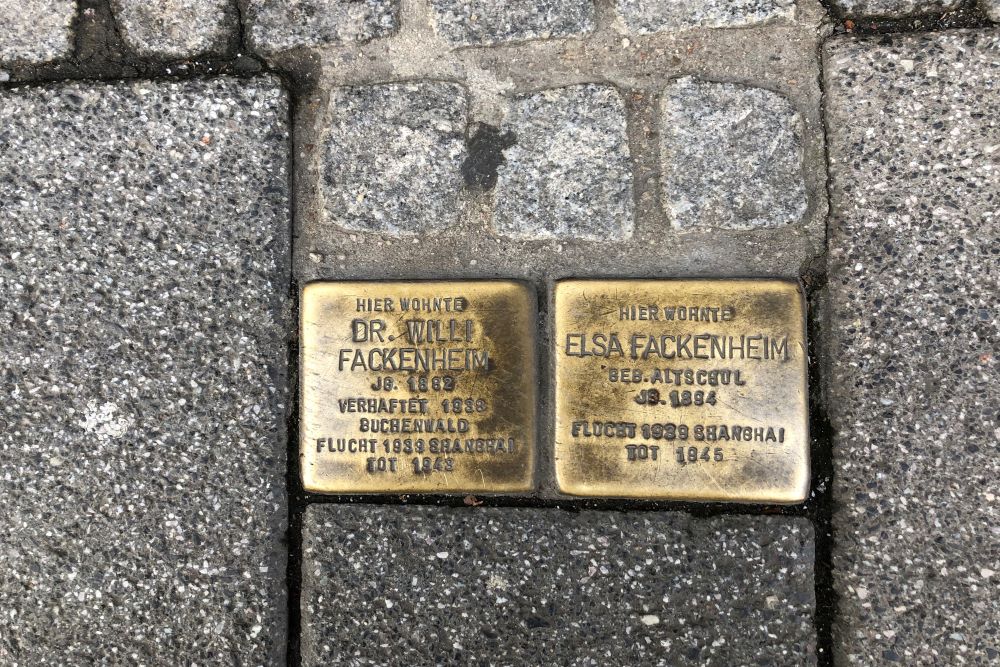 HIER WOHNTE
DR. WILLI
FACKENHEIM
JG. 1882
VERHAFTET 1938
BUCHENWALD
FLUCHT 1939 SHANGHAI
TOT 1943
HIER WOHNTE
ELSA FACKENHEIM
GEB. ALTSCHUL
JG. 1894
FLUCHT 1939 SHANGHAI
TOT 1945